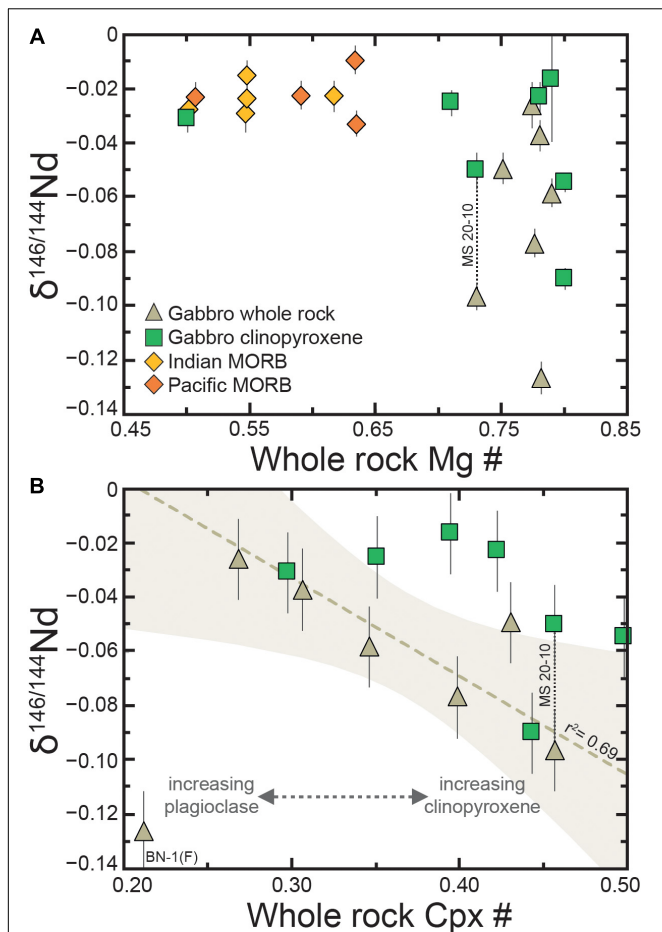 A
δ146/144Nd
0
−0.02
−0.04
−0.06
−0.08
−0.10
−0.12
−0.14
MS 20-10
Gabbro whole rock
Gabbro clinopyroxene
Indian MORB
Pacific MORB
0.45 0.55 0.65 0.75 0.85
Whole rock Mg #
B
δ146/144Nd
0
−0.02
−0.04
−0.06
−0.08
−0.10
−0.12
−0.14
MS 20-10
r2= 0.69
increasing increasing
plagioclase clinopyroxene
BN-1(F)
0.20 0.30 0.40 0.50
Whole rock Cpx #